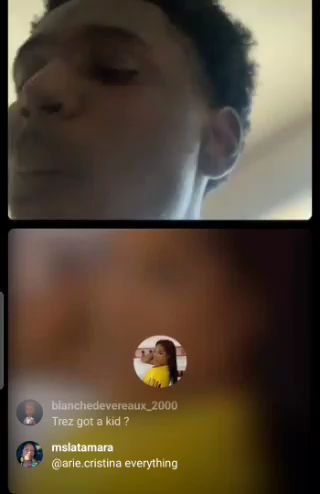 blanchedevereaux_2000
Trez got a kid ?
mslatamara
@arie.cristina everything